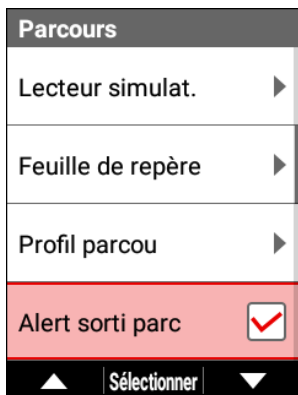 Parcours
Lecteur simulat.
Feuille de repère
Profil parcou
Alert sorti parc
Sélectionner